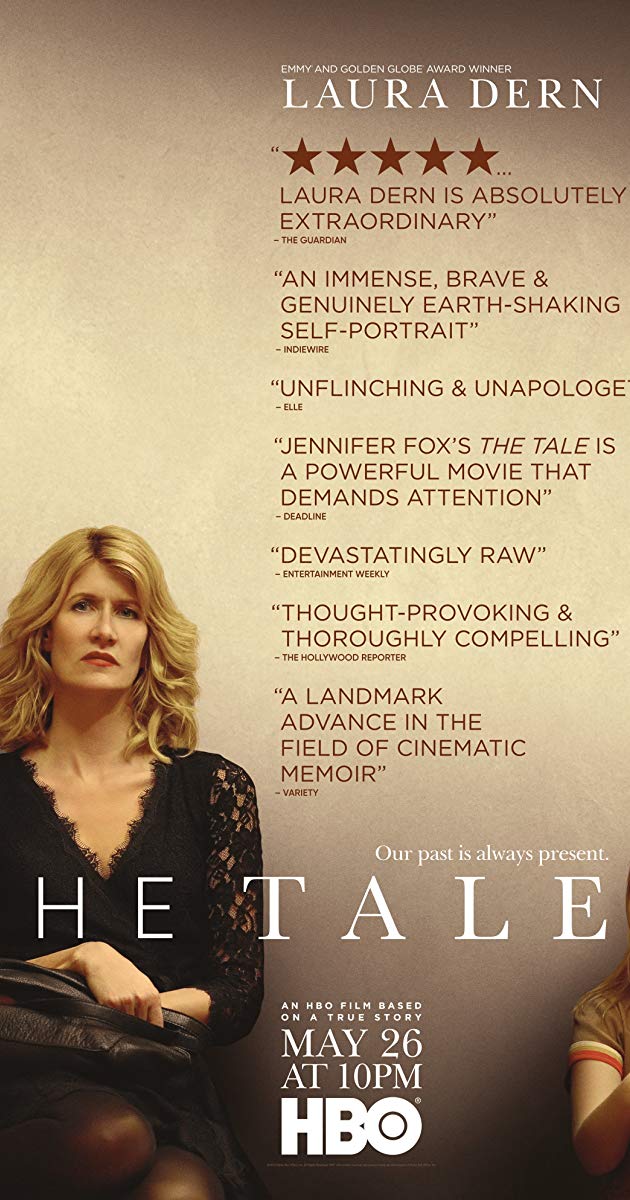 EMMY AND GOLDEN GLOBE AWARD WINNER
LAURA DERN
“★★★★★...
LAURA DERN IS ABSOLUTELY
EXTRAORDINARY”
– THE GUARDIAN
“AN IMMENSE, BRAVE &
GENUINELY EARTH-SHAKING
SELF-PORTRAIT”
– INDIEWIRE
“UNFLINCHING & UNAPOLOGET
– ELLE
“JENNIFER FOX’S THE TALE IS
A POWERFUL MOVIE THAT
DEMANDS ATTENTION”
– DEADLINE
“DEVASTATINGLY RAW”
– ENTERTAINMENT WEEKLY
“THOUGHT-PROVOKING &
THOROUGHLY COMPELLING”
– THE HOLLYWOOD REPORTER
“A LANDMARK
ADVANCE IN THE
FIELD OF CINEMATIC
MEMOIR”
– VARIETY
Our past is always present.
HE TALE
AN HBO FILM BASED
ON A TRUE STORY
MAY 26
AT 10PM
HBO®